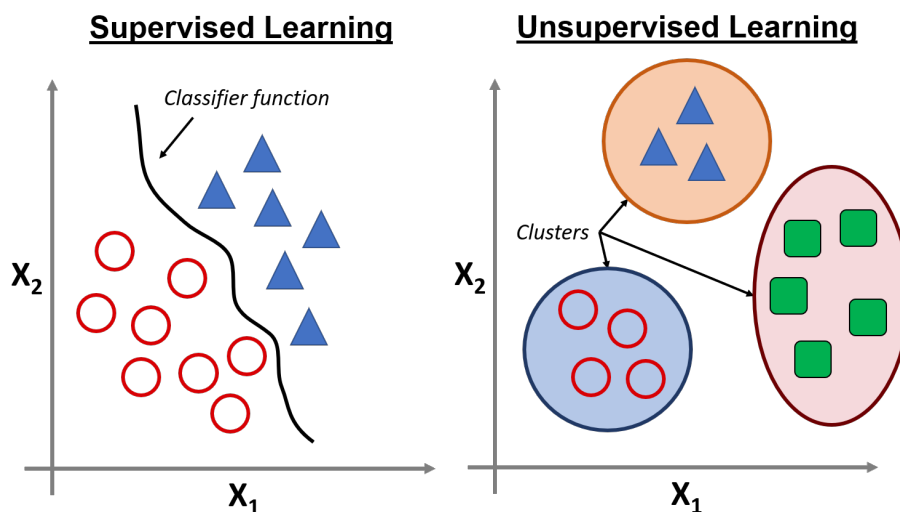 Supervised Learning
Classifier function
X2
X1
Unsupervised Learning
Clusters
X2
X1